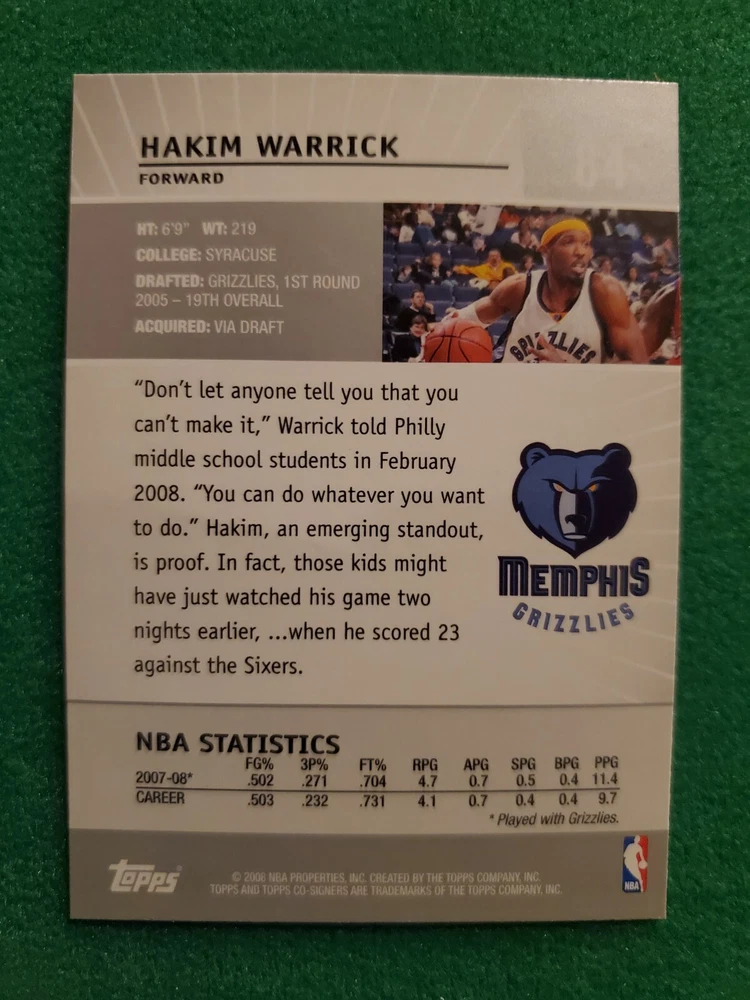 HAKIM WARRICK
FORWARD
HT: 6'9" WT: 219
COLLEGE: SYRACUSE
DRAFTED: GRIZZLIES, 1ST ROUND
2005 – 19TH OVERALL
ACQUIRED: VIA DRAFT
GRIZZLIES
“Don’t let anyone tell you that you
can’t make it,” Warrick told Philly
middle school students in February
2008. “You can do whatever you want
to do.” Hakim, an emerging standout,
is proof. In fact, those kids might
have just watched his game two
nights earlier, ...when he scored 23
against the Sixers.
MEMPHIS
GRIZZLIES
NBA STATISTICS
FG% 3P% FT% RPG APG SPG BPG PPG
2007-08* .502 .271 .704 4.7 0.7 0.5 0.4 11.4
CAREER .503 .232 .731 4.1 0.7 0.4 0.4 9.7
* Played with Grizzlies.
topps
© 2008 NBA PROPERTIES, INC. CREATED BY THE TOPPS COMPANY, INC.
TOPPS AND TOPPS CO-SIGNERS ARE TRADEMARKS OF THE TOPPS COMPANY, INC.
NBA